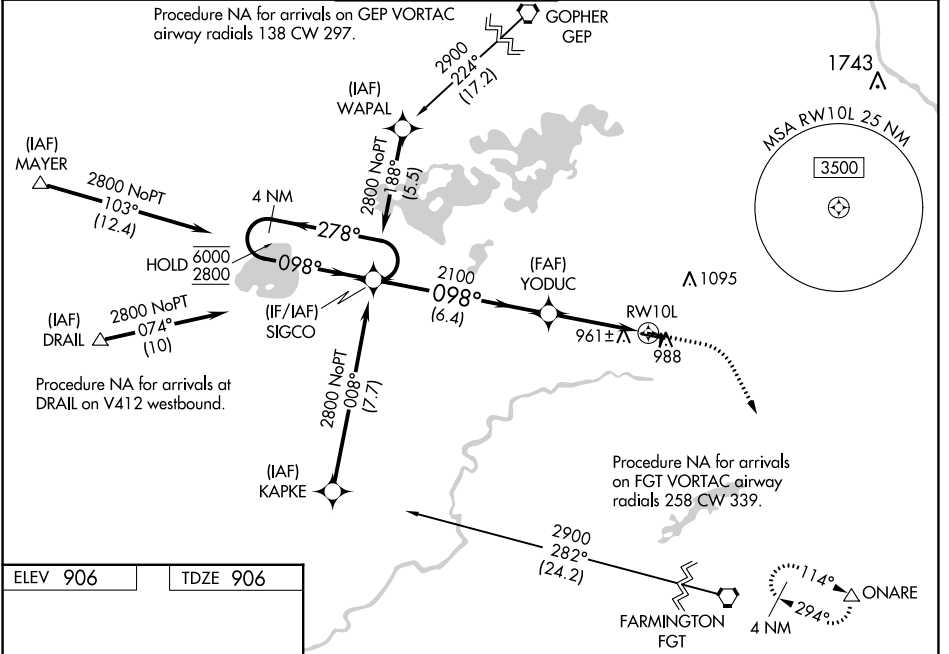 Procedure NA for arrivals on GEP VORTAC
airway radials 138 CW 297.
GOPHER
GEP
2900
224°
(17.2)
1743
(IAF)
WAPAL
MSA RW10L 25 NM
3500
(IAF)
MAYER
2800 NoPT
103°
(12.4)
2800 NoPT
188°
(5.5)
4 NM
278°
HOLD
6000
2800
098°
(IF/IAF)
SIGCO
2100
098°
(6.4)
(FAF)
YODUC
1095
RW10L
961±
988
(IAF)
DRAIL
2800 NoPT
074°
(10)
Procedure NA for arrivals at
DRAIL on V412 westbound.
2800 NoPT
008°
(7.7)
(IAF)
KAPKE
Procedure NA for arrivals
on FGT VORTAC airway
radials 258 CW 339.
2900
282°
(24.2)
FARMINGTON
FGT
114°
294°
4 NM
ONARE
ELEV 906
TDZE 906